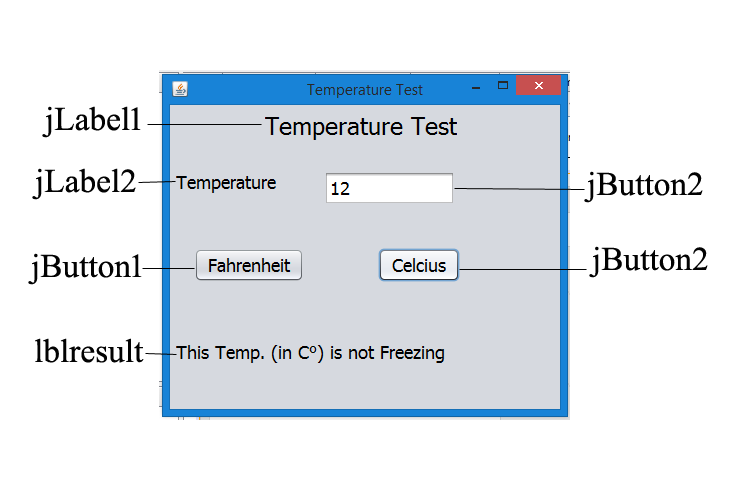 Temperature Test
jLabel1
Temperature Test
jLabel2
Temperature
12
jButton2
jButton1
Fahrenheit
Celcius
jButton2
lblresult
This Temp. (in Cº) is not Freezing